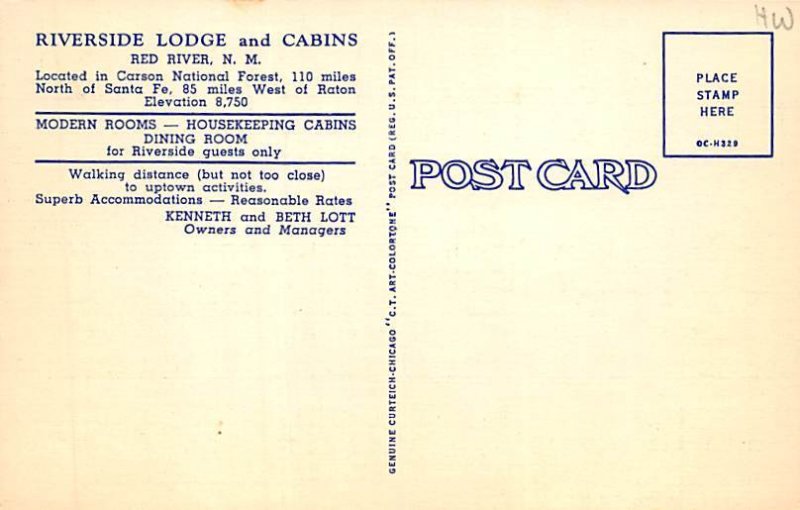 RIVERSIDE LODGE and CABINS
RED RIVER, N. M.
Located in Carson National Forest, 110 miles
North of Santa Fe, 85 miles West of Raton
Elevation 8,750
MODERN ROOMS — HOUSEKEEPING CABINS
DINING ROOM
for Riverside guests only
Walking distance (but not too close)
to uptown activities.
Superb Accommodations — Reasonable Rates
KENNETH and BETH LOTT
Owners and Managers
GENUINE CURTEICH-CHICAGO "C.T. ART-COLORTONE" POST CARD (REG. U.S. PAT. OFF.)
POST CARD
HW
PLACE
STAMP
HERE
OC-H329